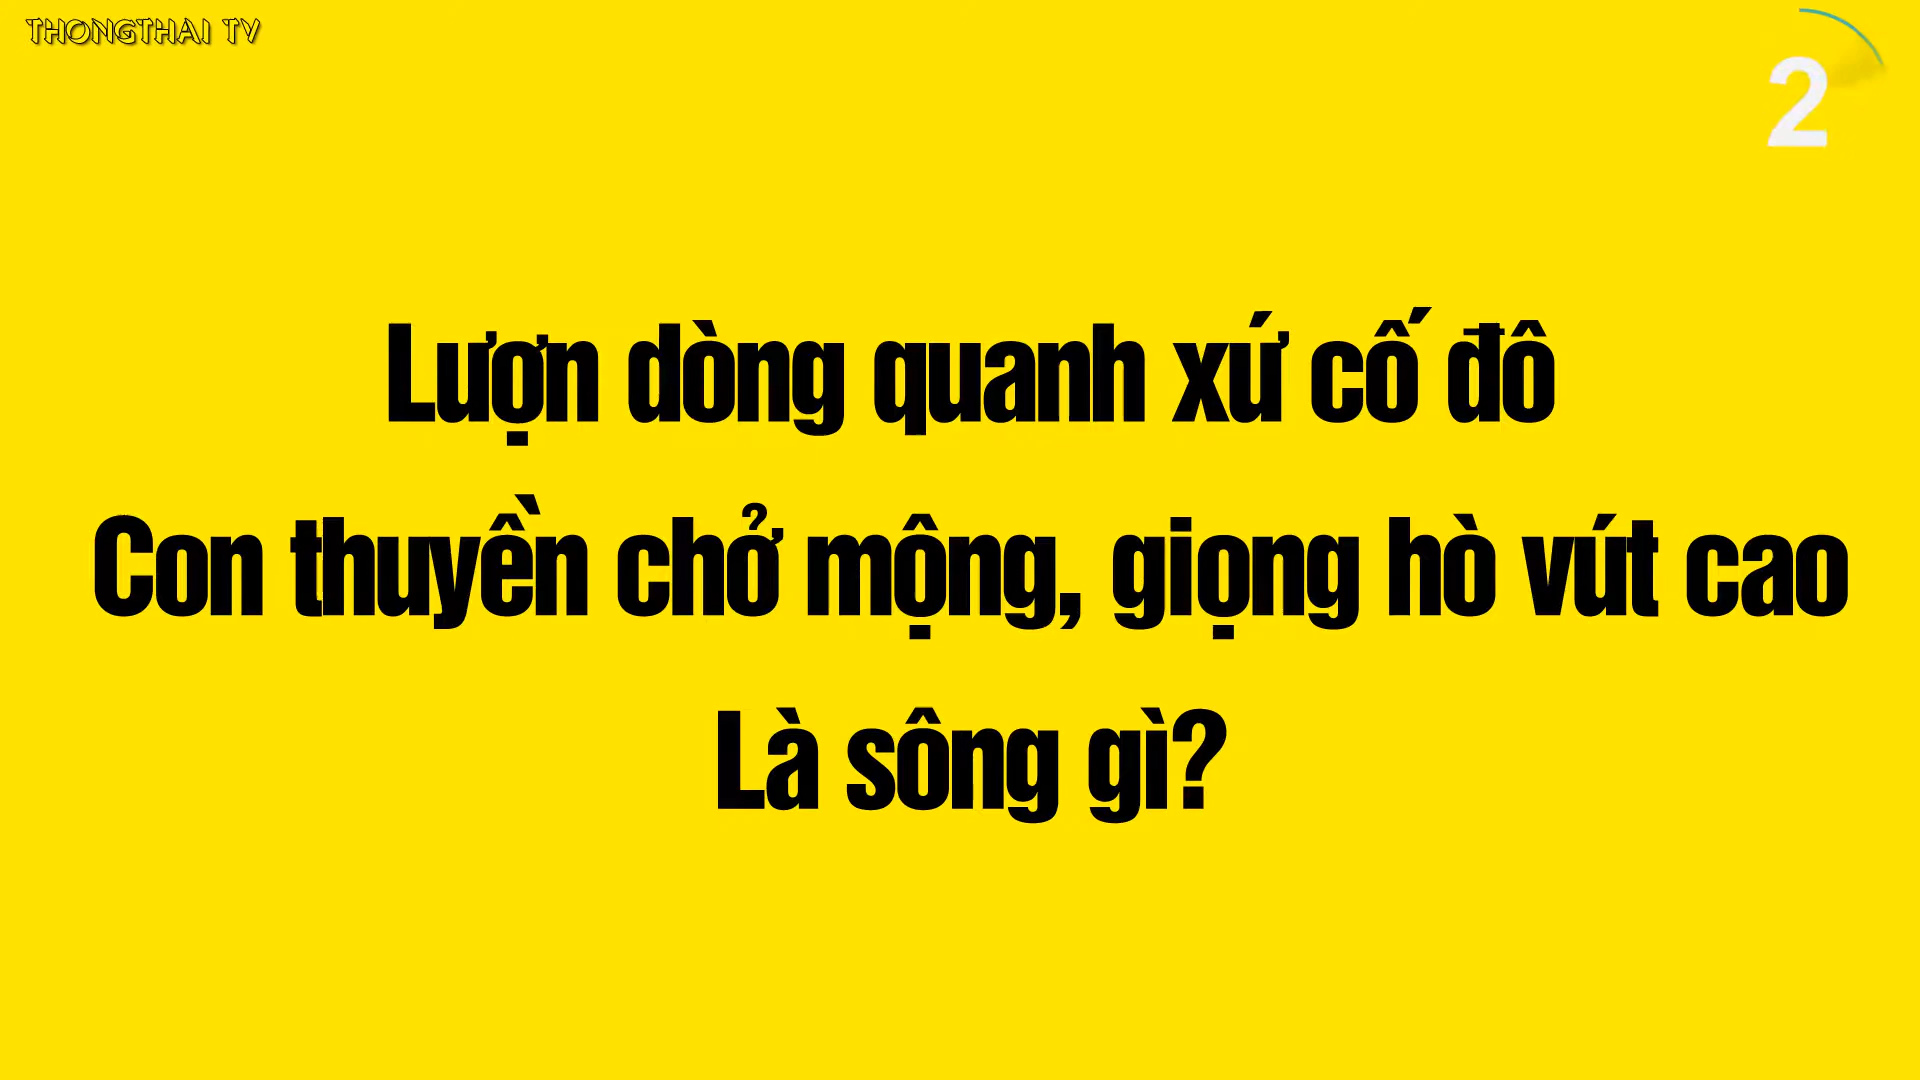 THONGTHAI TV
2
Lượn dòng quanh xứ cố đô
Con thuyền chở mộng, giọng hò vút cao
Là sông gì?